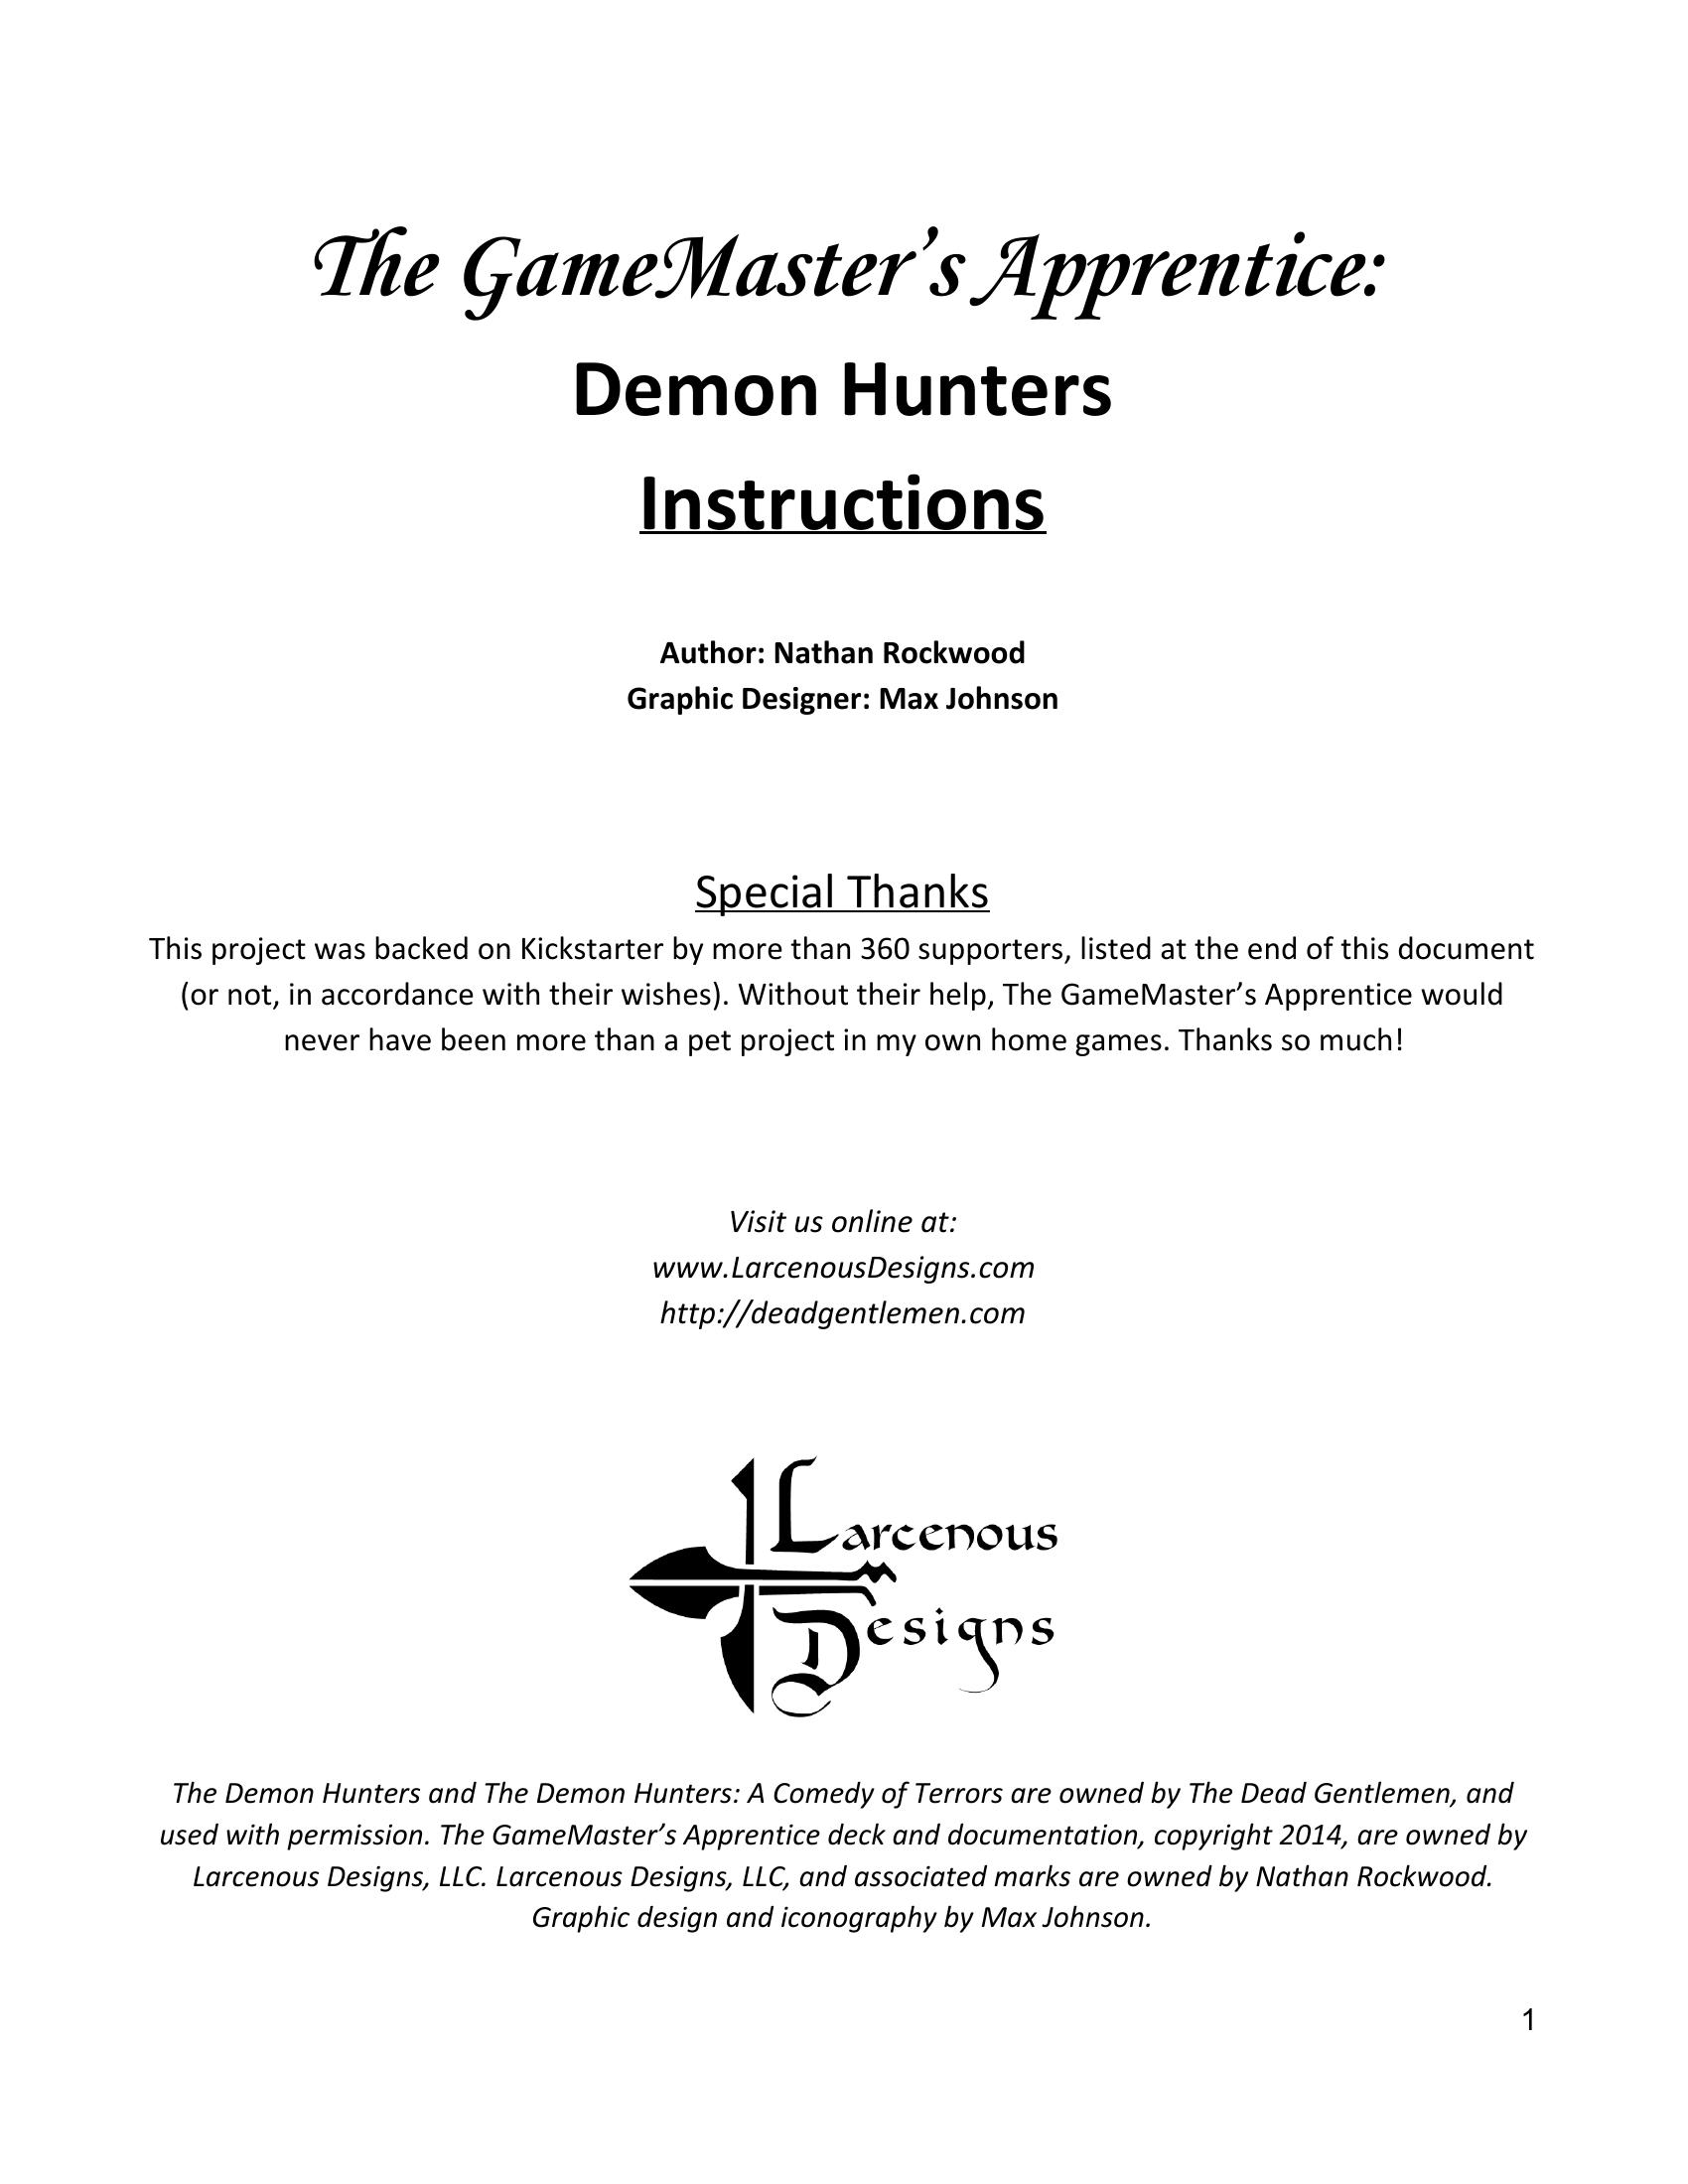 The GameMaster’s Apprentice:
Demon Hunters
Instructions
Author: Nathan Rockwood
Graphic Designer: Max Johnson
Special Thanks
This project was backed on Kickstarter by more than 360 supporters, listed at the end of this document
(or not, in accordance with their wishes). Without their help, The GameMaster’s Apprentice would
never have been more than a pet project in my own home games. Thanks so much!
Visit us online at:
www.LarcenousDesigns.com
http://deadgentlemen.com
Larcenous
Designs
The Demon Hunters and The Demon Hunters: A Comedy of Terrors are owned by The Dead Gentlemen, and
used with permission. The GameMaster’s Apprentice deck and documentation, copyright 2014, are owned by
Larcenous Designs, LLC. Larcenous Designs, LLC, and associated marks are owned by Nathan Rockwood.
Graphic design and iconography by Max Johnson.
1